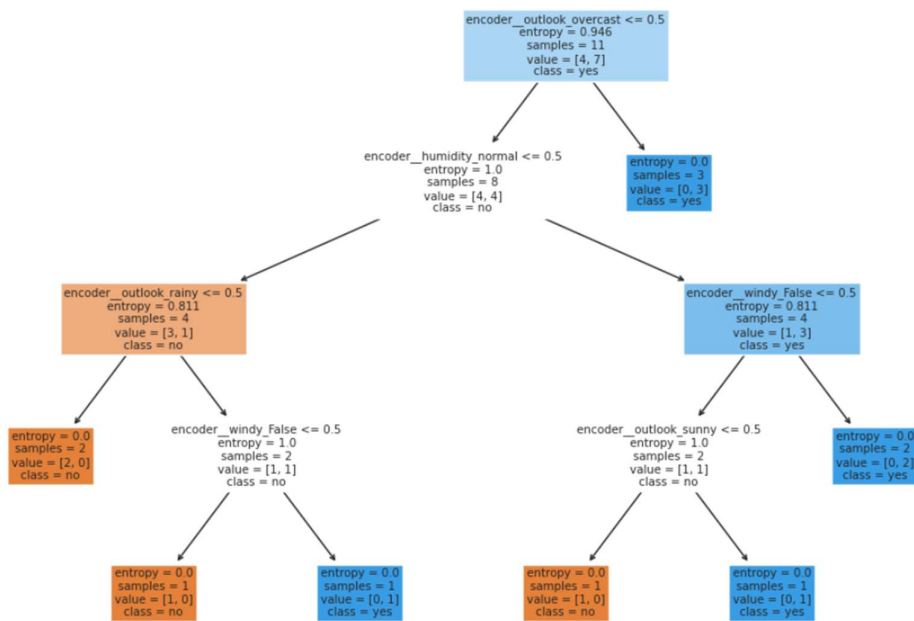 encoder__outlook_overcast <= 0.5
entropy = 0.946
samples = 11
value = [4, 7]
class = yes
encoder__humidity_normal <= 0.5
entropy = 1.0
samples = 8
value = [4, 4]
class = no
entropy = 0.0
samples = 3
value = [0, 3]
class = yes
encoder__outlook_rainy <= 0.5
entropy = 0.811
samples = 4
value = [3, 1]
class = no
encoder__windy_False <= 0.5
entropy = 0.811
samples = 4
value = [1, 3]
class = yes
entropy = 0.0
samples = 2
value = [2, 0]
class = no
encoder__windy_False <= 0.5
entropy = 1.0
samples = 2
value = [1, 1]
class = no
encoder__outlook_sunny <= 0.5
entropy = 1.0
samples = 2
value = [1, 1]
class = no
entropy = 0.0
samples = 2
value = [0, 2]
class = yes
entropy = 0.0
samples = 1
value = [1, 0]
class = no
entropy = 0.0
samples = 1
value = [0, 1]
class = yes
entropy = 0.0
samples = 1
value = [1, 0]
class = no
entropy = 0.0
samples = 1
value = [0, 1]
class = yes